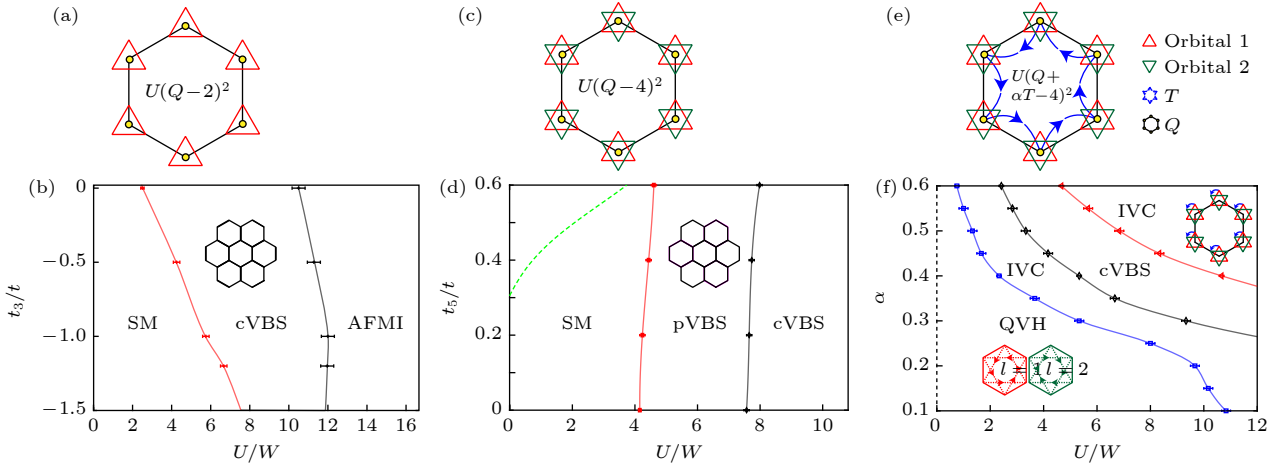 (a)
U(Q−2)²
(b)
0
−0.5
−1.0
−1.5
t₃/t
SM
cVBS
AFMI
0 2 4 6 8 10 12 14 16
U/W
(c)
U(Q−4)²
(d)
0.6
0.4
0.2
0
t₅/t
SM
pVBS
cVBS
0 2 4 6 8 10
U/W
(e)
U(Q+
αT−4)²
Orbital 1
Orbital 2
T
Q
(f)
0.6
0.5
0.4
0.3
0.2
0.1
α
IVC
IVC
cVBS
QVH
l = 1
l = 2
0 2 4 6 8 10 12
U/W